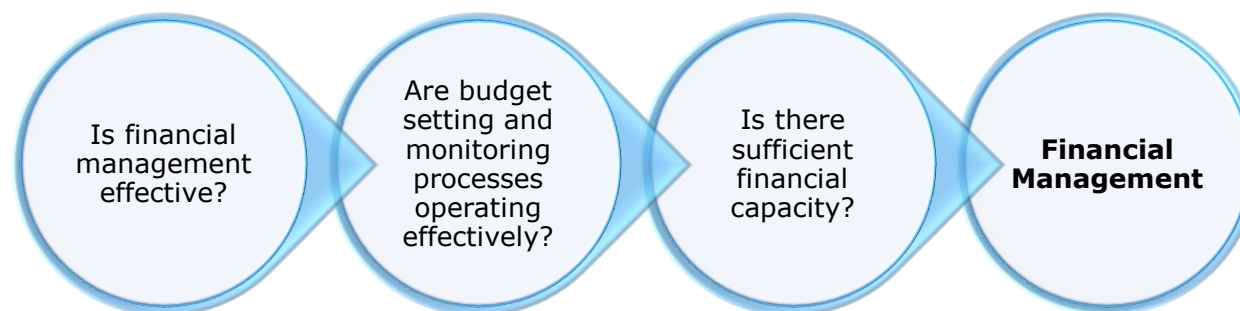 Is financial
management
effective?
Are budget
setting and
monitoring
processes
operating
effectively?
Is there
sufficient
financial
capacity?
Financial
Management